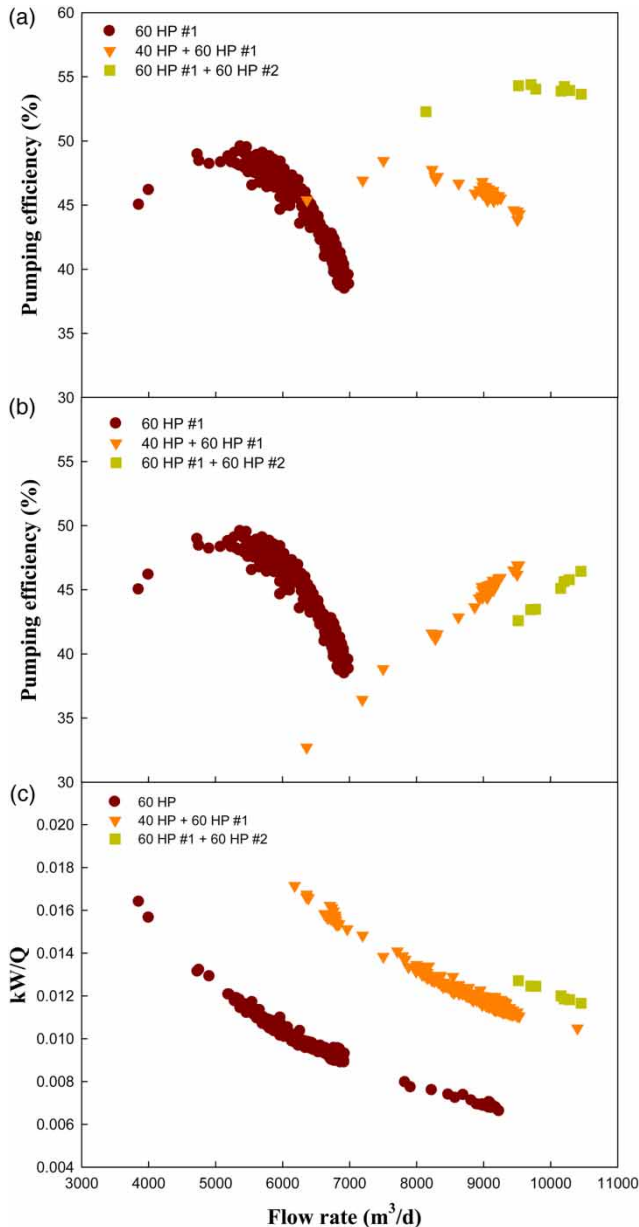 (a)
60
60 HP #1
40 HP + 60 HP #1
60 HP #1 + 60 HP #2
55
50
45
40
35
30
Pumping efficiency (%)
(b)
60 HP #1
40 HP + 60 HP #1
60 HP #1 + 60 HP #2
55
50
45
40
35
30
Pumping efficiency (%)
(c)
60 HP
40 HP + 60 HP #1
60 HP #1 + 60 HP #2
0.020
0.018
0.016
0.014
0.012
0.010
0.008
0.006
0.004
kW/Q
3000 4000 5000 6000 7000 8000 9000 10000 11000
Flow rate (m³/d)